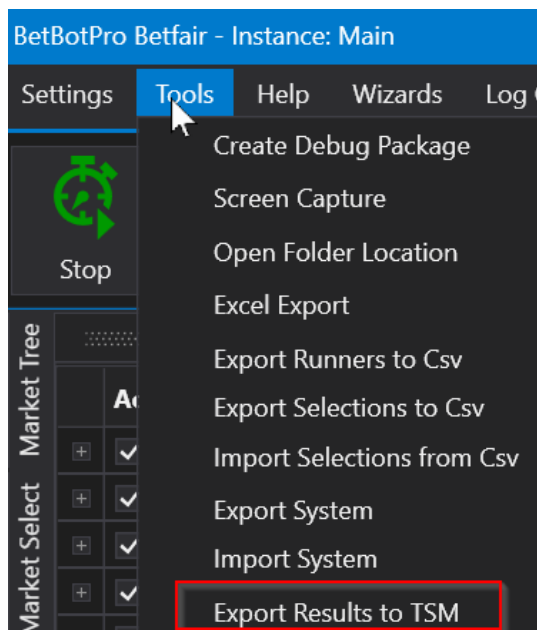 BetBotPro Betfair - Instance: Main
Settings Tools Help Wizards Log
Create Debug Package
Screen Capture
Stop
Open Folder Location
Excel Export
Export Runners to Csv
Export Selections to Csv
Import Selections from Csv
Export System
Import System
Export Results to TSM
Market Tree
Market Select